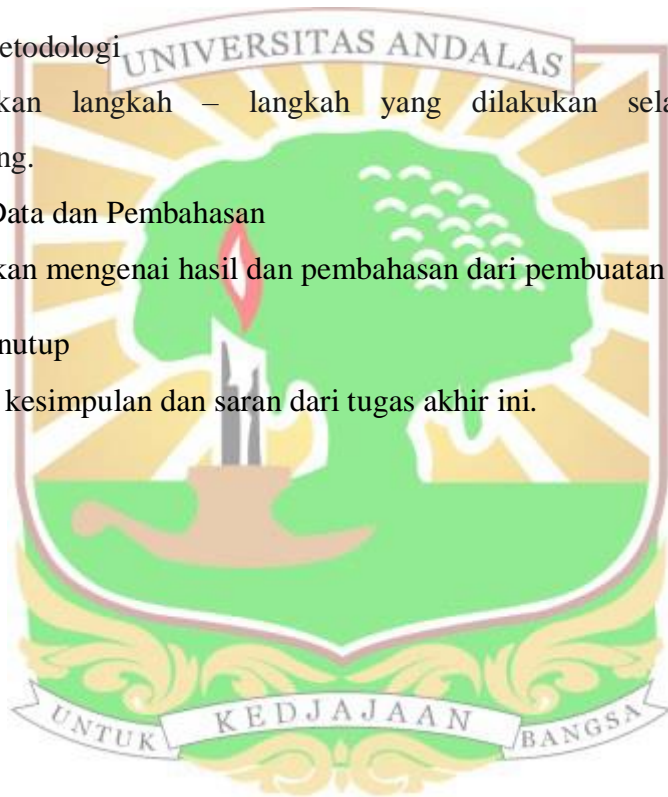 etodologi
UNIVERSITAS ANDALAS
kan langkah – langkah yang dilakukan sela
ng.
Data dan Pembahasan
kan mengenai hasil dan pembahasan dari pembuatan
nutup
kesimpulan dan saran dari tugas akhir ini.
UNTUK KEDJAJAAN BANGSA